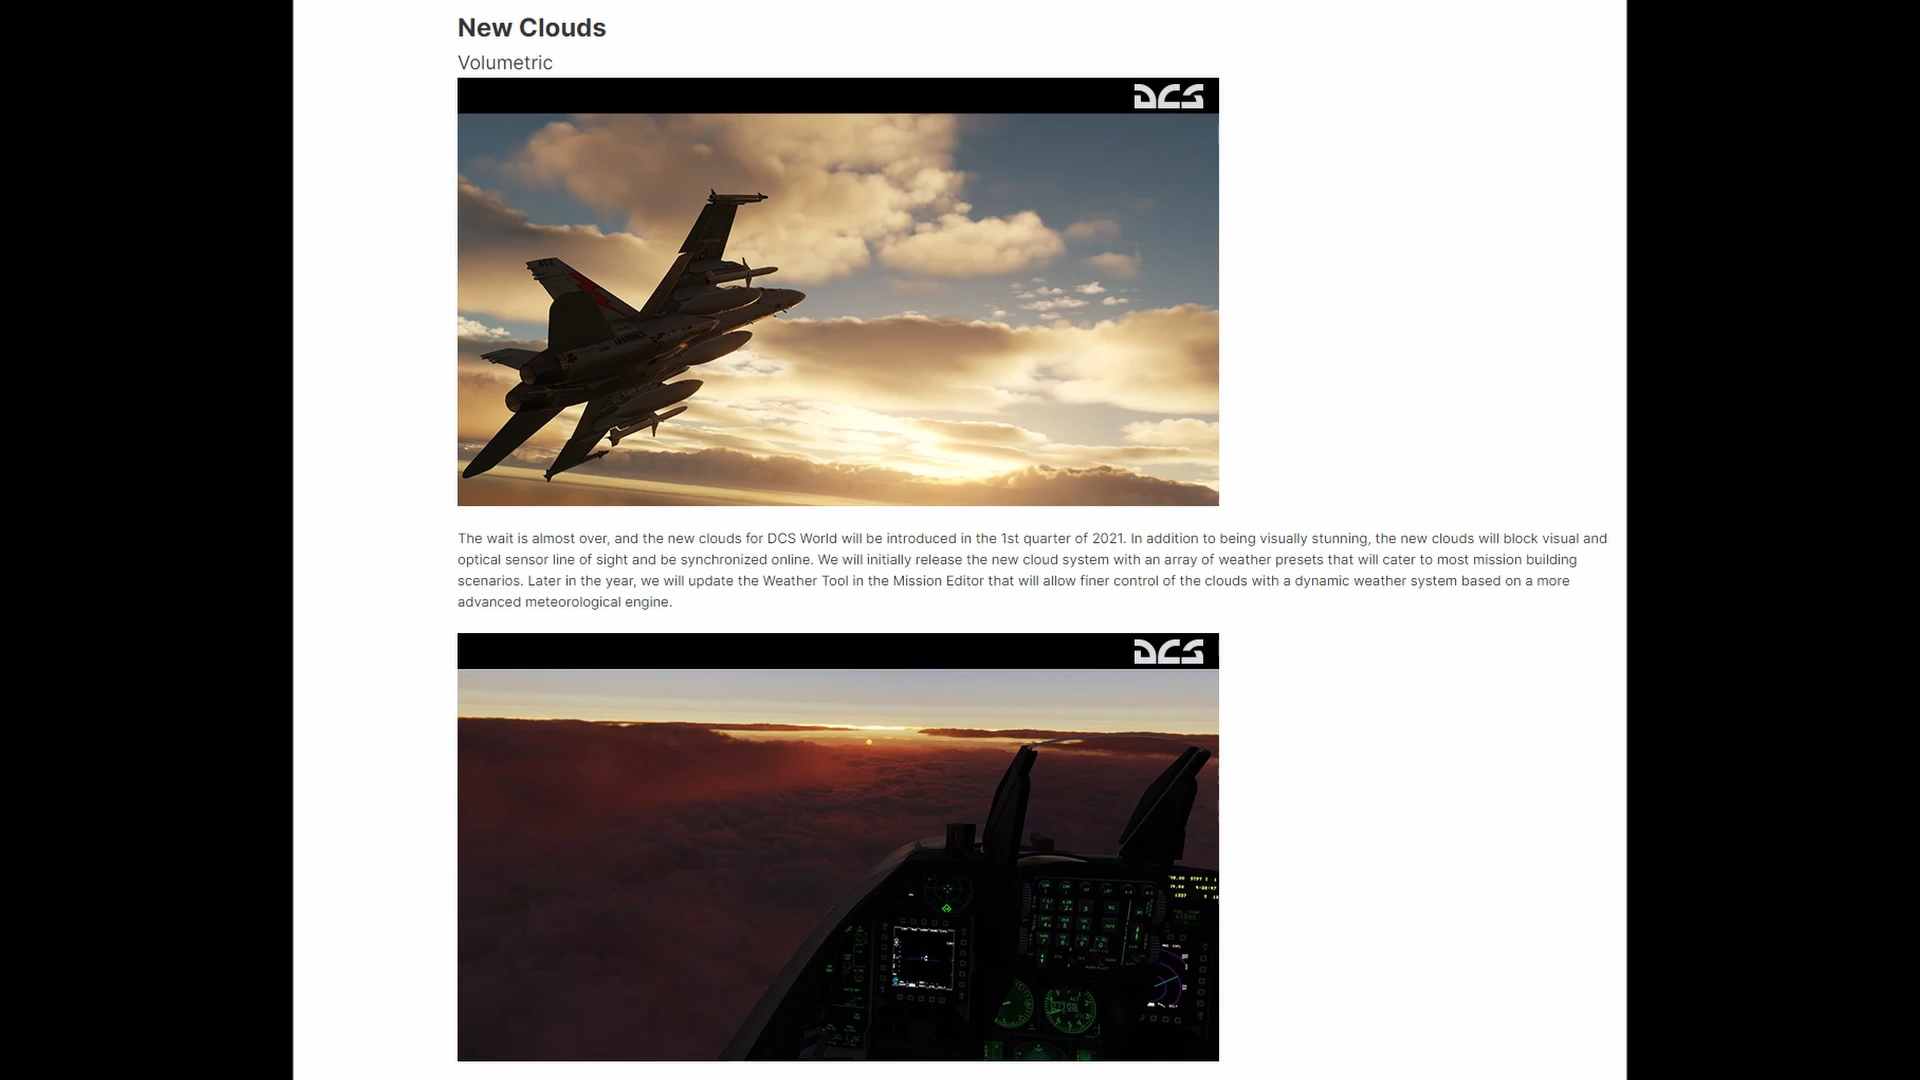 New Clouds
Volumetric
DCS
402
The wait is almost over, and the new clouds for DCS World will be introduced in the 1st quarter of 2021. In addition to being visually stunning, the new clouds will block visual and
optical sensor line of sight and be synchronized online. We will initially release the new cloud system with an array of weather presets that will cater to most mission building
scenarios. Later in the year, we will update the Weather Tool in the Mission Editor that will allow finer control of the clouds with a dynamic weather system based on a more
advanced meteorological engine.
DCS